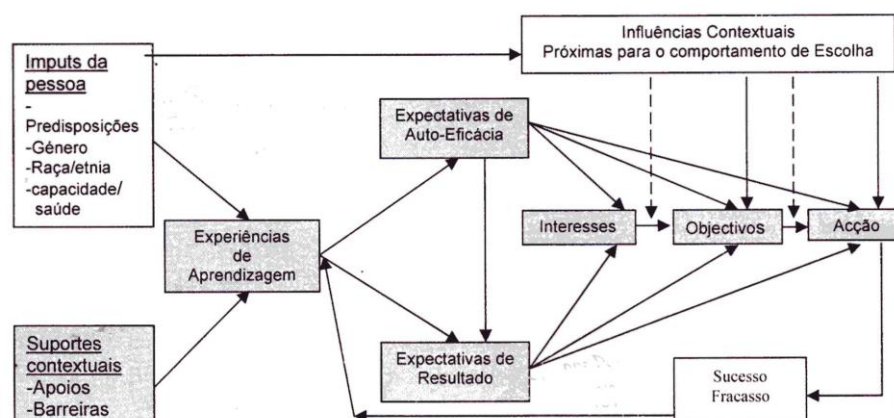 Imputs da
pessoa
-
Predisposições
-Género
-Raça/etnia
-capacidade/
saúde
Influências Contextuais
Próximas para o comportamento de Escolha
Expectativas de
Auto-Eficácia
Experiências
de
Aprendizagem
Interesses
Objectivos
Acção
Suportes
contextuais
-Apoios
-Barreiras
Expectativas de
Resultado
Sucesso
Fracasso